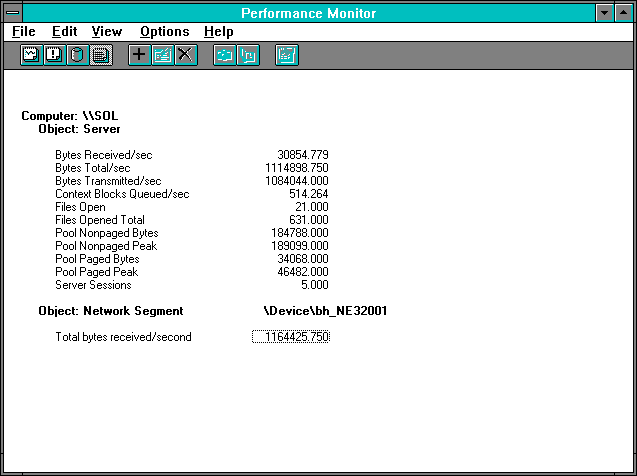 Performance Monitor
File Edit View Options Help
Computer: \\SOL
Object: Server
Bytes Received/sec 30854.779
Bytes Total/sec 1114898.750
Bytes Transmitted/sec 1084044.000
Context Blocks Queued/sec 514.264
Files Open 21.000
Files Opened Total 631.000
Pool Nonpaged Bytes 184788.000
Pool Nonpaged Peak 189099.000
Pool Paged Bytes 34068.000
Pool Paged Peak 46482.000
Server Sessions 5.000
Object: Network Segment \Device\bh_NE32001
Total bytes received/second 1164425.750